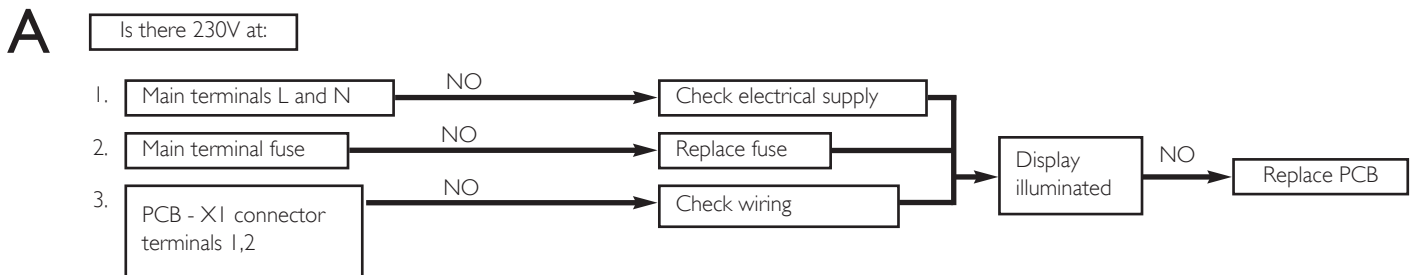 A
Is there 230V at:
1. Main terminals L and N
NO
Check electrical supply
2. Main terminal fuse
NO
Replace fuse
3. PCB - X1 connector
terminals 1,2
NO
Check wiring
Display
illuminated
NO
Replace PCB